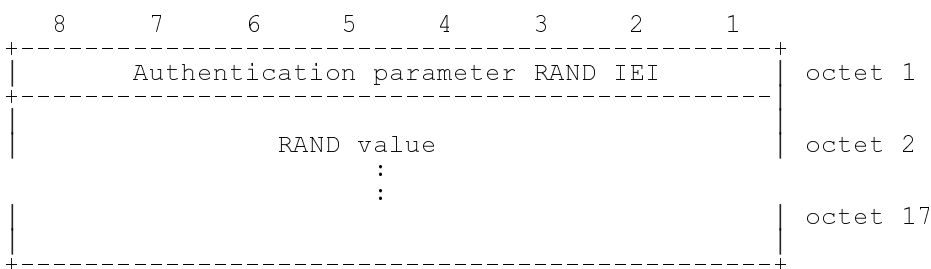 8 7 6 5 4 3 2 1
Authentication parameter RAND IEI octet 1
RAND value octet 2
:
:
octet 17